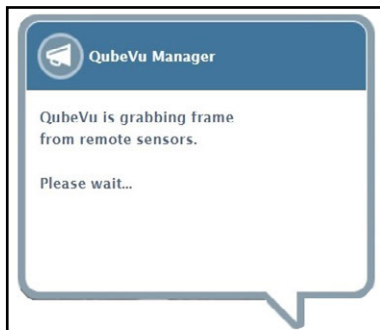 QubeVu Manager
QubeVu is grabbing frame
from remote sensors.
Please wait...